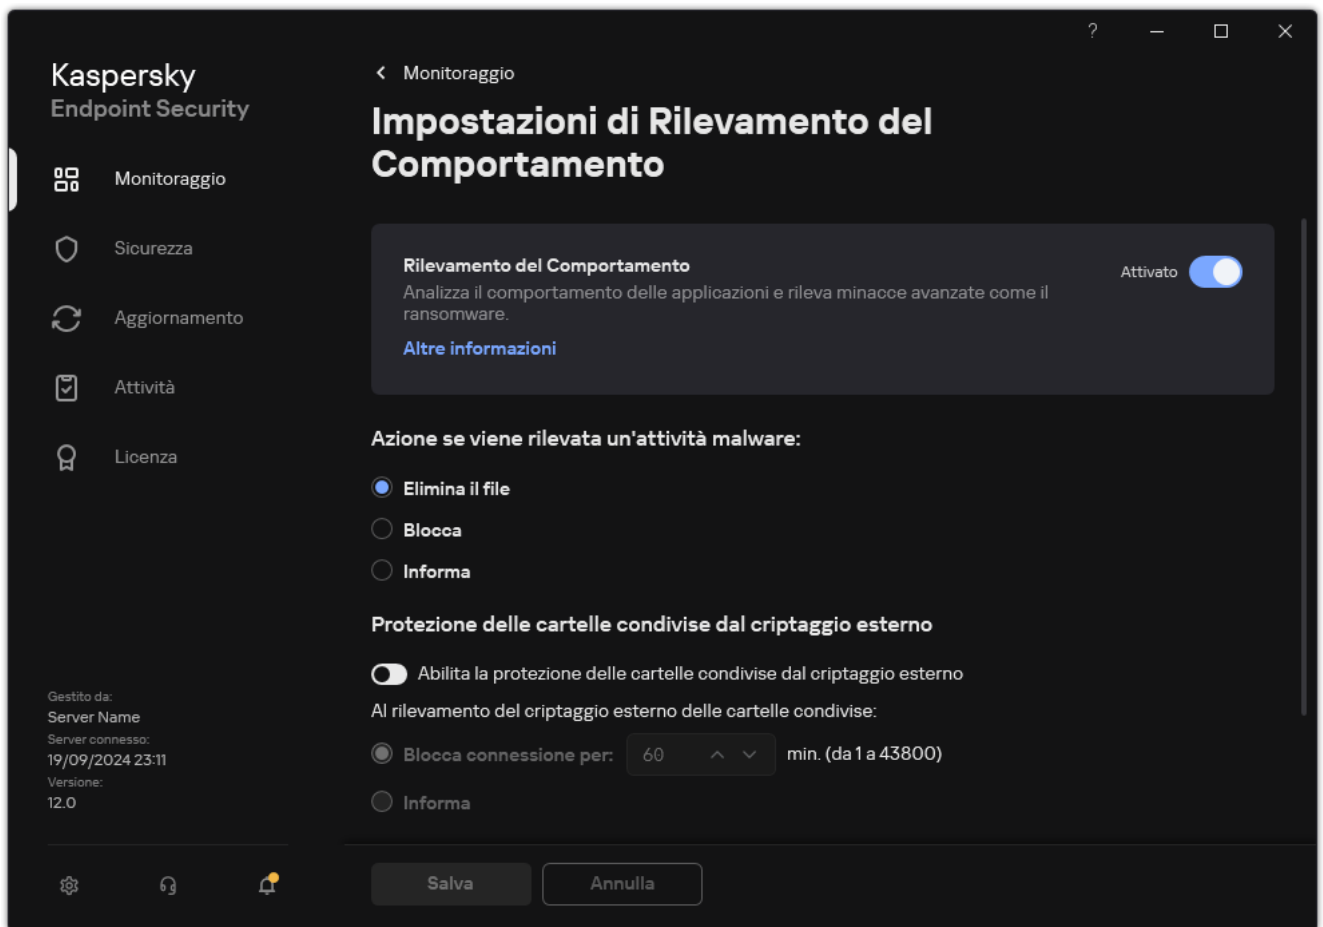 ?
Kaspersky
Endpoint Security
Monitoraggio
Sicurezza
Aggiornamento
Attività
Licenza
Gestito da:
Server Name
Server connesso:
19/09/2024 23:11
Versione:
12.0
Monitoraggio
Impostazioni di Rilevamento del
Comportamento
Rilevamento del Comportamento
Attivato
Analizza il comportamento delle applicazioni e rileva minacce avanzate come il
ransomware.
Altre informazioni
Azione se viene rilevata un'attività malware:
Elimina il file
Blocca
Informa
Protezione delle cartelle condivise dal criptaggio esterno
Abilita la protezione delle cartelle condivise dal criptaggio esterno
Al rilevamento del criptaggio esterno delle cartelle condivise:
Blocca connessione per: 60 min. (da 1 a 43800)
Informa
Salva Annulla